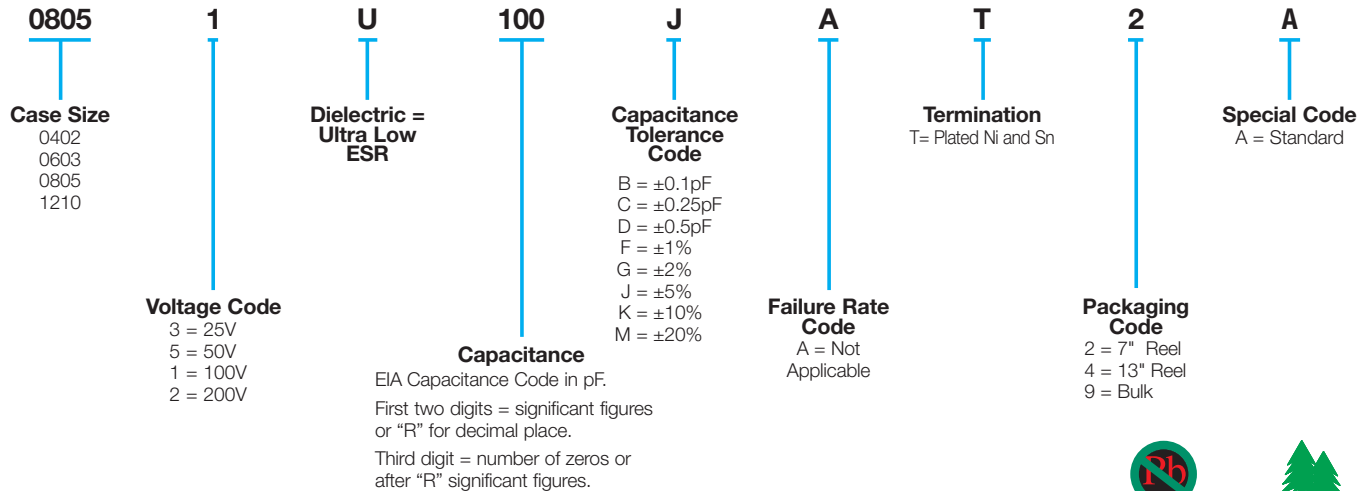 0805 1 U 100 J A T 2 A
Case Size
0402
0603
0805
1210
Voltage Code
3 = 25V
5 = 50V
1 = 100V
2 = 200V
Dielectric =
Ultra Low
ESR
Capacitance
EIA Capacitance Code in pF.
First two digits = significant figures
or “R” for decimal place.
Third digit = number of zeros or
after “R” significant figures.
Capacitance
Tolerance
Code
B = ±0.1pF
C = ±0.25pF
D = ±0.5pF
F = ±1%
G = ±2%
J = ±5%
K = ±10%
M = ±20%
Failure Rate
Code
A = Not
Applicable
Termination
T= Plated Ni and Sn
Packaging
Code
2 = 7" Reel
4 = 13" Reel
9 = Bulk
Special Code
A = Standard
Pb